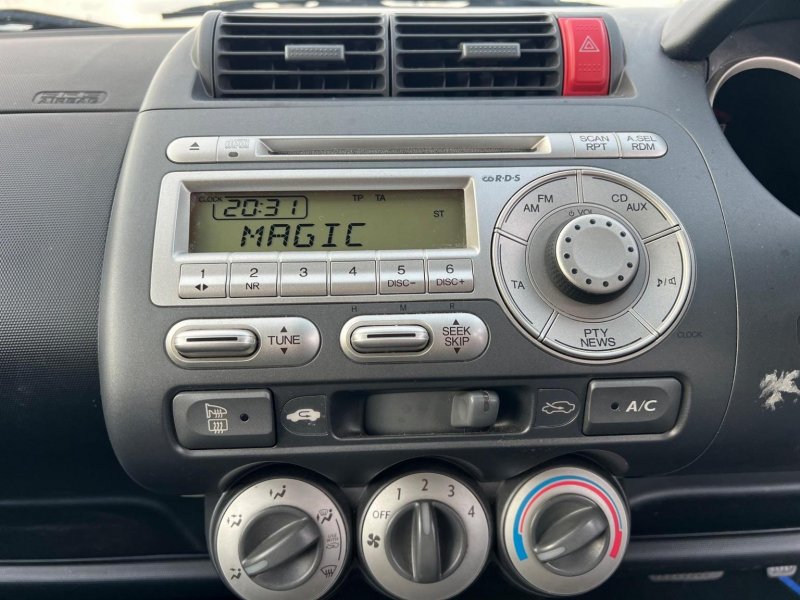 SCAN
RPT
A.SEL
RDM
R·D·S
CLOCK
20:31
TP TA
ST
MAGIC
FM
AM
CD
AUX
VOL
TA
PTY
NEWS
CLOCK
1
2
NR
3
4
5
DISC-
6
DISC+
H M R
TUNE
SEEK
SKIP
A/C
OFF 1 2 3 4